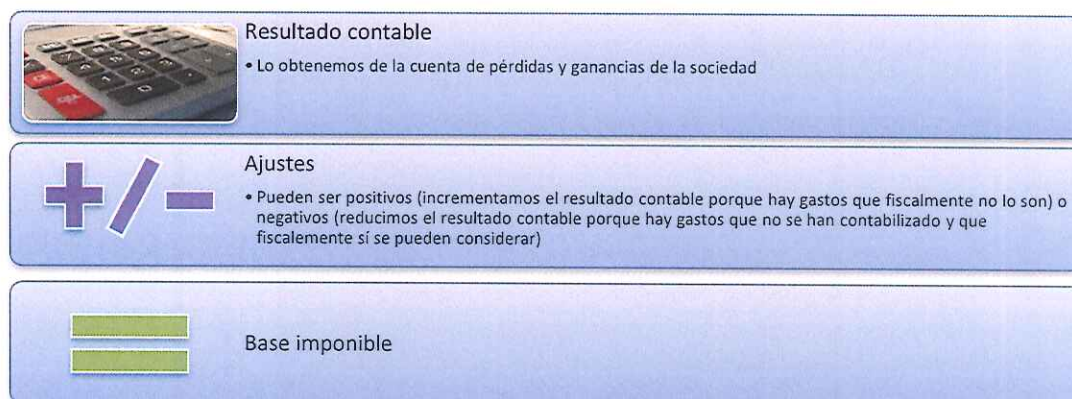 Resultado contable
• Lo obtenemos de la cuenta de pérdidas y ganancias de la sociedad
Ajustes
• Pueden ser positivos (incrementamos el resultado contable porque hay gastos que fiscalmente no lo son) o
negativos (reducimos el resultado contable porque hay gastos que no se han contabilizado y que
fiscalemente sí se pueden considerar)
Base imponible